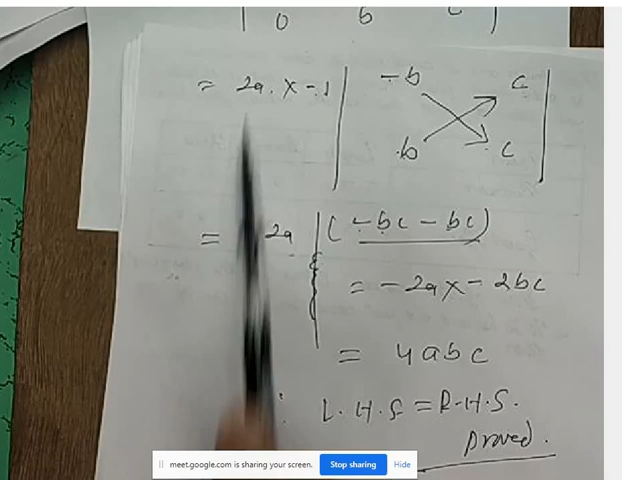 0 b c
= 2a. x -1 | -b c
b c |
= 2a | (-bc - bc)
= -2a x - 2bc
= 4abc
∴ L.H.S = R.H.S.
Proved.
meet.google.com is sharing your screen. Stop sharing Hide